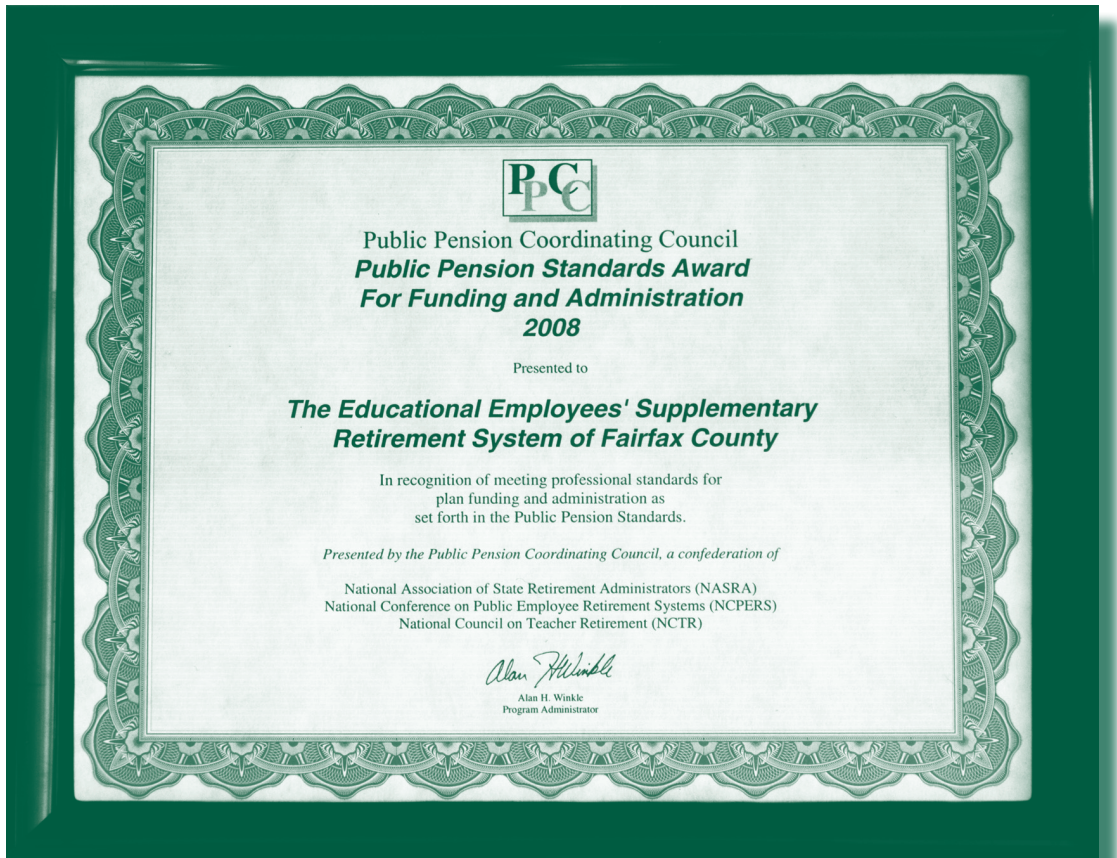 PPCC
Public Pension Coordinating Council
Public Pension Standards Award
For Funding and Administration
2008
Presented to
The Educational Employees' Supplementary
Retirement System of Fairfax County
In recognition of meeting professional standards for
plan funding and administration as
set forth in the Public Pension Standards.
Presented by the Public Pension Coordinating Council, a confederation of
National Association of State Retirement Administrators (NASRA)
National Conference on Public Employee Retirement Systems (NCPERS)
National Council on Teacher Retirement (NCTR)
Alan H Winkle
Alan H. Winkle
Program Administrator